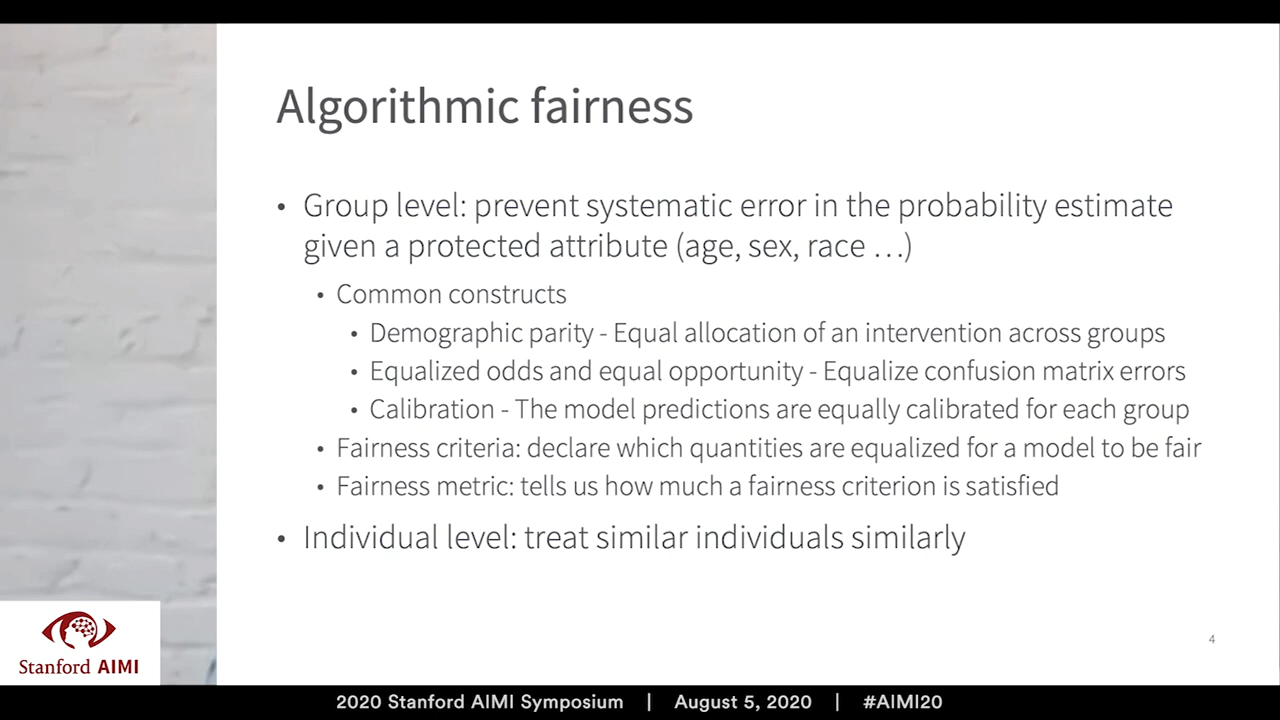 Algorithmic fairness
• Group level: prevent systematic error in the probability estimate
given a protected attribute (age, sex, race …)
• Common constructs
• Demographic parity - Equal allocation of an intervention across groups
• Equalized odds and equal opportunity - Equalize confusion matrix errors
• Calibration - The model predictions are equally calibrated for each group
• Fairness criteria: declare which quantities are equalized for a model to be fair
• Fairness metric: tells us how much a fairness criterion is satisfied
• Individual level: treat similar individuals similarly
4
Stanford AIMI
2020 Stanford AIMI Symposium | August 5, 2020 | #AIMI20